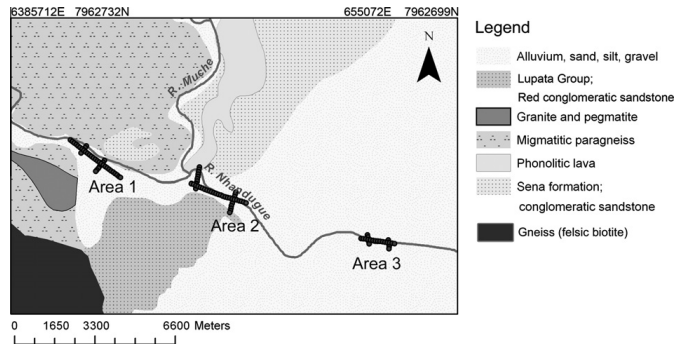 6385712E 7962732N 655072E 7962699N
R. Muche
N
R. Nhandugue
Area 1
Area 2
Area 3
0 1650 3300 6600 Meters
Legend
Alluvium, sand, silt, gravel
Lupata Group;
Red conglomeratic sandstone
Granite and pegmatite
Migmatitic paragneiss
Phonolitic lava
Sena formation;
conglomeratic sandstone
Gneiss (felsic biotite)